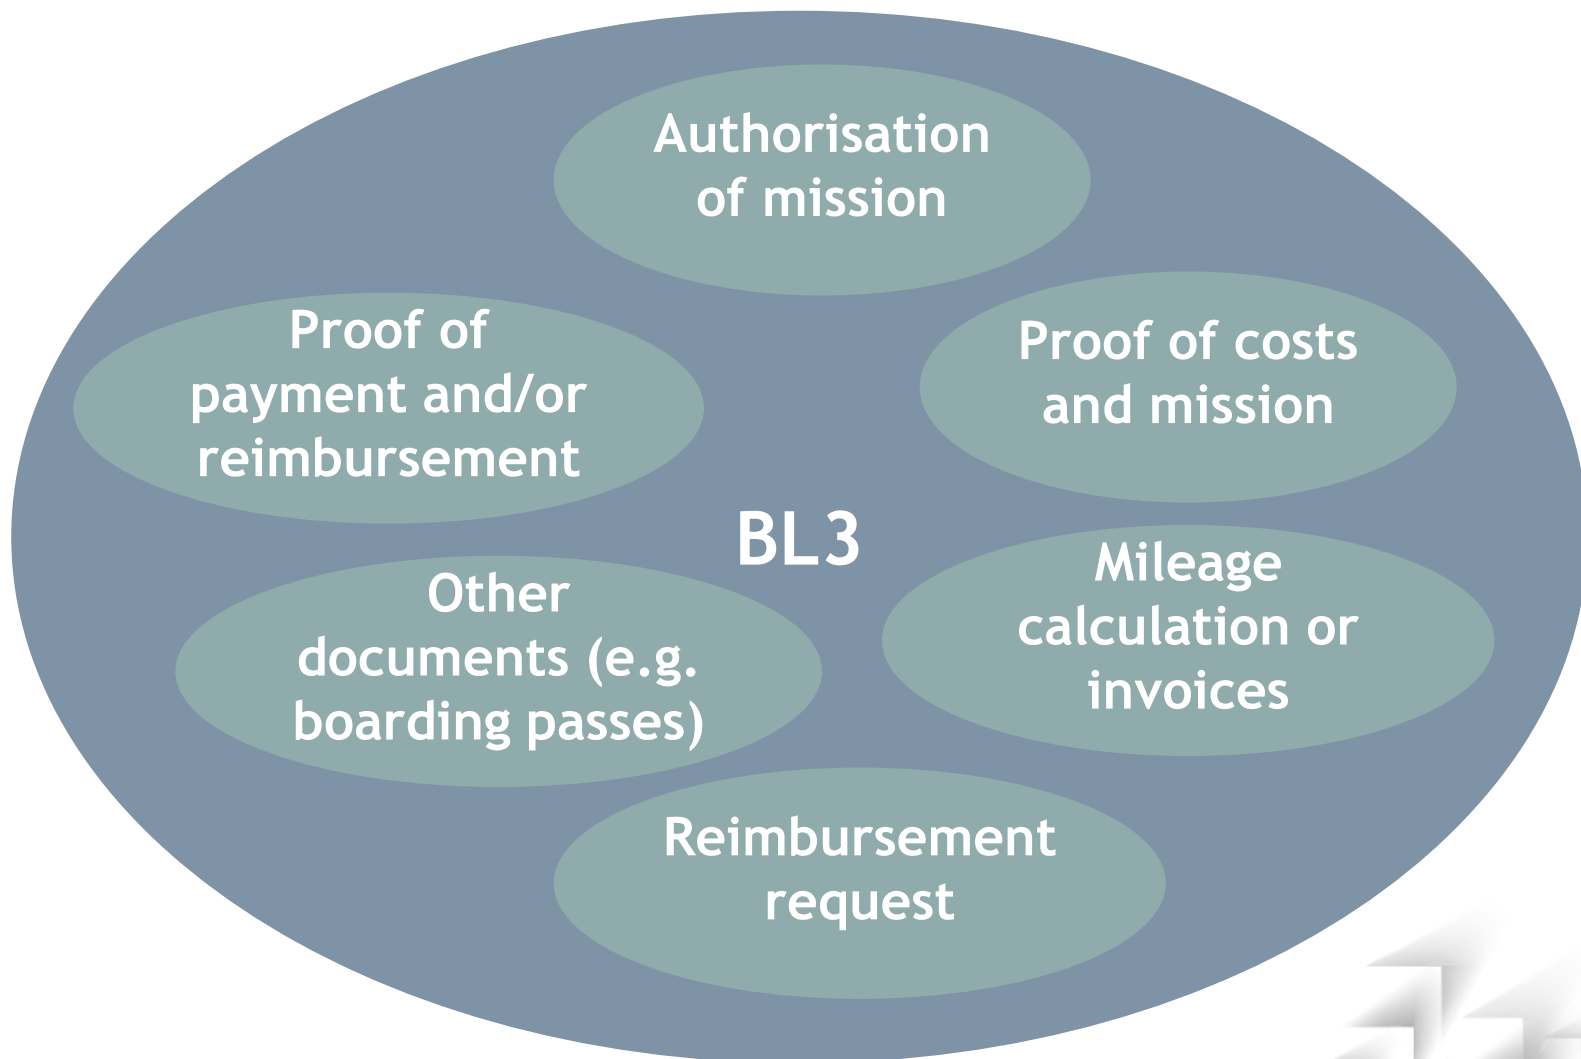 Authorisation
of mission
Proof of
payment and/or
reimbursement
Proof of costs
and mission
BL3
Other
documents (e.g.
boarding passes)
Mileage
calculation or
invoices
Reimbursement
request